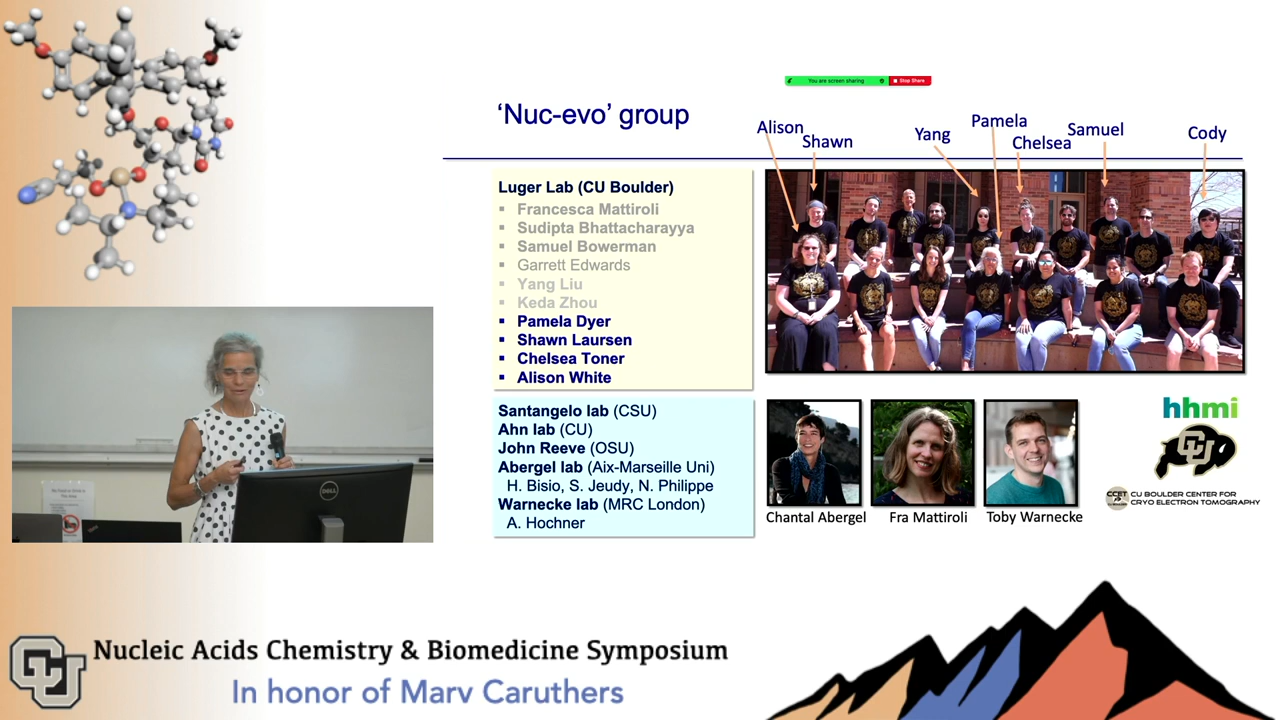 You are screen sharing
Stop Share
'Nuc-evo' group
Alison
Shawn
Yang
Pamela
Chelsea
Samuel
Cody
Luger Lab (CU Boulder)
▪ Francesca Mattiroli
▪ Sudipta Bhattacharayya
▪ Samuel Bowerman
▪ Garrett Edwards
▪ Yang Liu
▪ Keda Zhou
▪ Pamela Dyer
▪ Shawn Laursen
▪ Chelsea Toner
▪ Alison White
Santangelo lab (CSU)
Ahn lab (CU)
John Reeve (OSU)
Abergel lab (Aix-Marseille Uni)
H. Bisio, S. Jeudy, N. Philippe
Warnecke lab (MRC London)
A. Hochner
Chantal Abergel
Fra Mattiroli
Toby Warnecke
hhmi
CU
CCET
CU BOULDER CENTER FOR
CRYO ELECTRON TOMOGRAPHY
DELL
CU
Nucleic Acids Chemistry & Biomedicine Symposium
In honor of Marv Caruthers